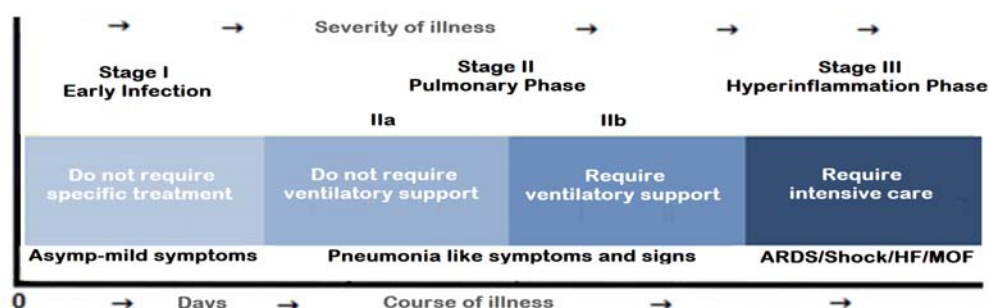 → → Severity of illness → → →
Stage I
Early Infection
Stage II
Pulmonary Phase
Stage III
Hyperinflammation Phase
IIa
IIb
Do not require
specific treatment
Do not require
ventilatory support
Require
ventilatory support
Require
intensive care
Asymp-mild symptoms
Pneumonia like symptoms and signs
ARDS/Shock/HF/MOF
0 → Days → Course of illness → →